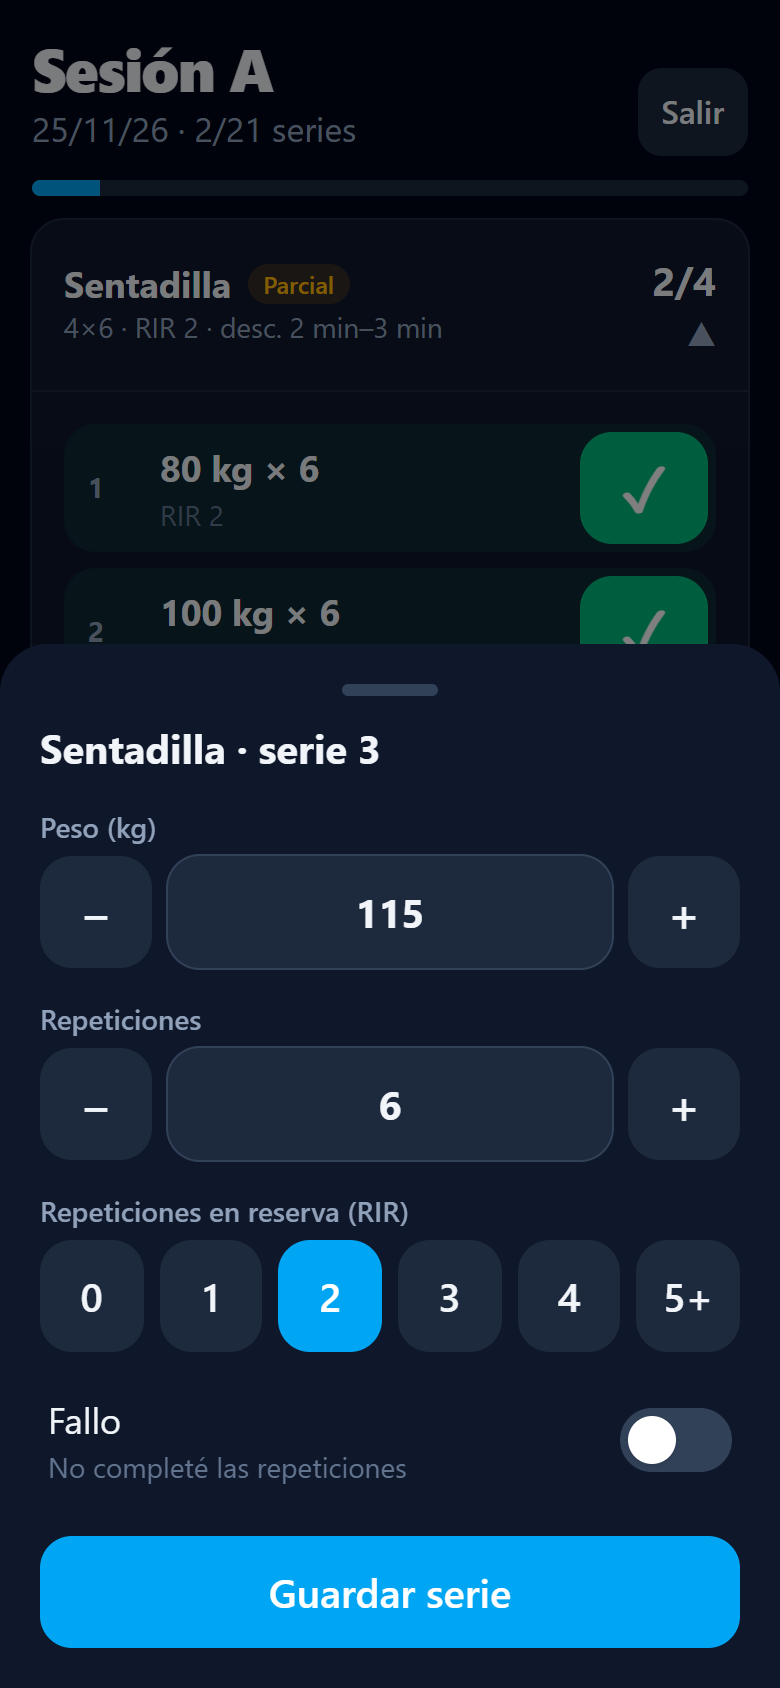 Sesión A
25/11/26 · 2/21 series
Salir
Sentadilla
Parcial
2/4
4×6 · RIR 2 · desc. 2 min–3 min
▲
1
80 kg × 6
RIR 2
✓
2
100 kg × 6
✓
Sentadilla · serie 3
Peso (kg)
–
115
+
Repeticiones
–
6
+
Repeticiones en reserva (RIR)
0
1
2
3
4
5+
Fallo
No completé las repeticiones
Guardar serie